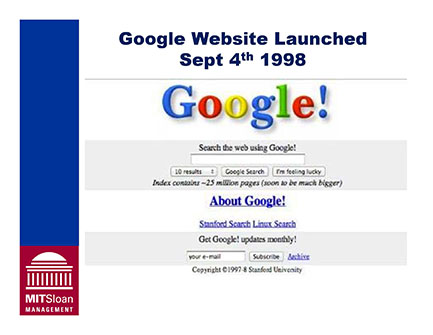 Google Website Launched
Sept 4th 1998
Google!
Search the web using Google!
10 results Google Search I'm feeling lucky
Index contains ~25 million pages (soon to be much bigger)
About Google!
Stanford Search Linux Search
Get Google! updates monthly!
your e-mail Subscribe Archive
Copyright ©1997-8 Stanford University
MITSloan
MANAGEMENT